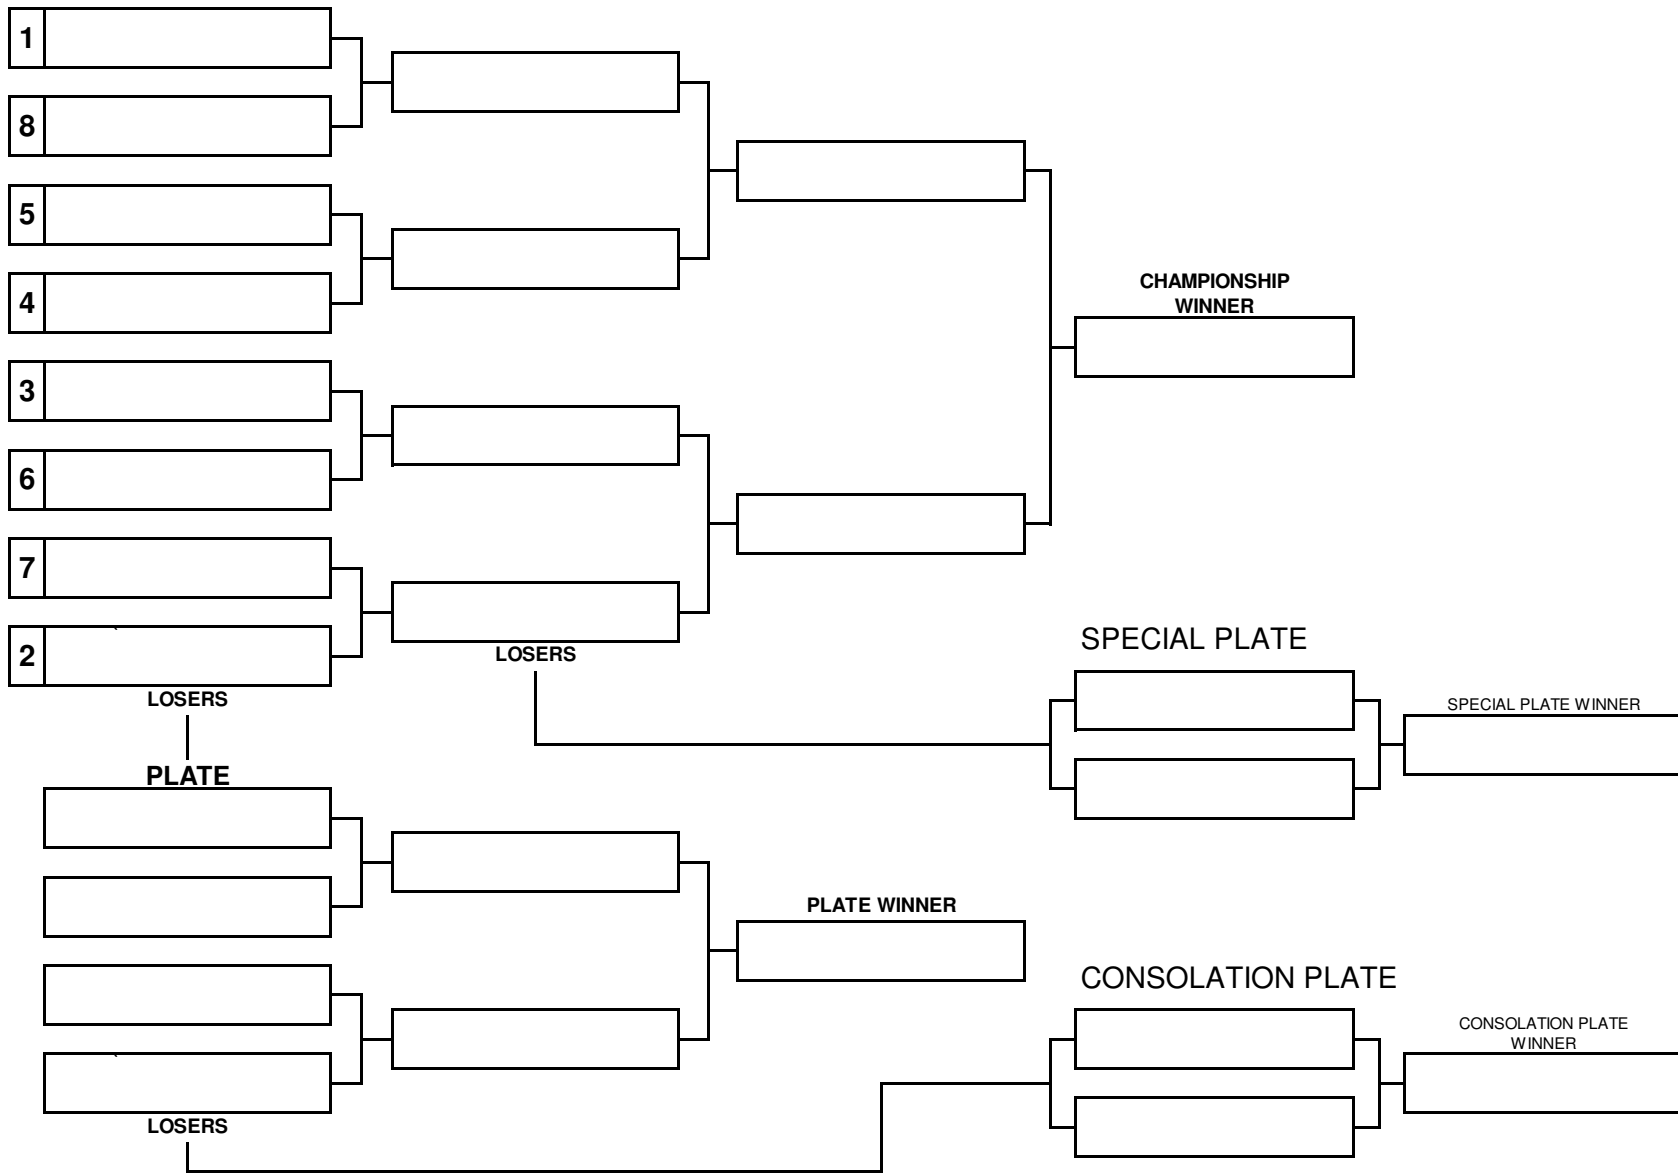 1
8
5
4
CHAMPIONSHIP
WINNER
3
6
7
2
LOSERS
SPECIAL PLATE
LOSERS
SPECIAL PLATE WINNER
PLATE
PLATE WINNER
CONSOLATION PLATE
CONSOLATION PLATE
WINNER
LOSERS